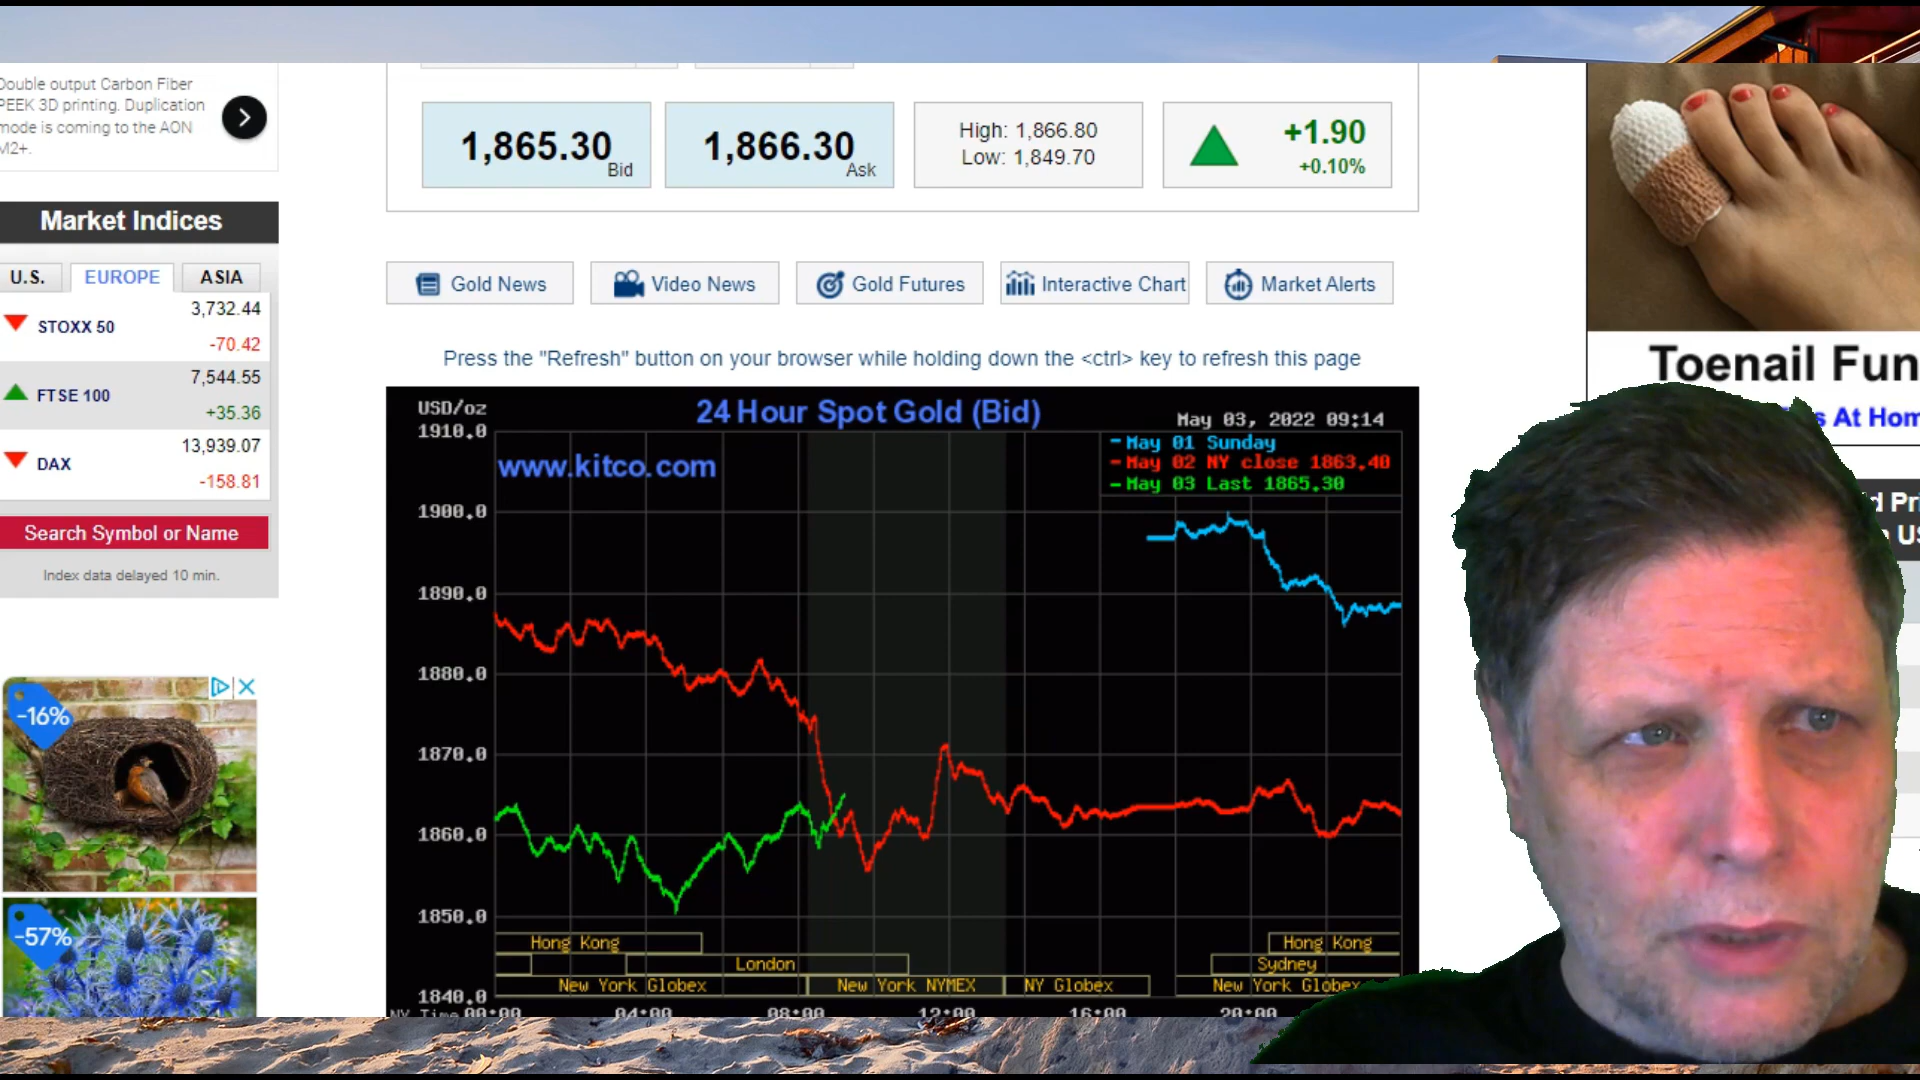 Double output Carbon Fiber
PEEK 3D printing. Duplication
mode is coming to the AON
M2+.
Market Indices
U.S. EUROPE ASIA
STOXX 50 3,732.44 -70.42
FTSE 100 7,544.55 +35.36
DAX 13,939.07 -158.81
Search Symbol or Name
Index data delayed 10 min.
-16%
-57%
1,865.30 Bid
1,866.30 Ask
High: 1,866.80
Low: 1,849.70
+1.90
+0.10%
Gold News Video News Gold Futures Interactive Chart Market Alerts
Press the "Refresh" button on your browser while holding down the <ctrl> key to refresh this page
USD/oz 24 Hour Spot Gold (Bid) May 03, 2022 09:14
www.kitco.com
May 01 Sunday
May 02 NY close 1863.40
May 03 Last 1865.30
1910.0
1900.0
1890.0
1880.0
1870.0
1860.0
1850.0
1840.0
Hong Kong Hong Kong
London Sydney
New York Globex New York NYMEX NY Globex New York Globex
NY Time 00:00 04:00 08:00 12:00 16:00 20:00
Toenail Fun
At Hom